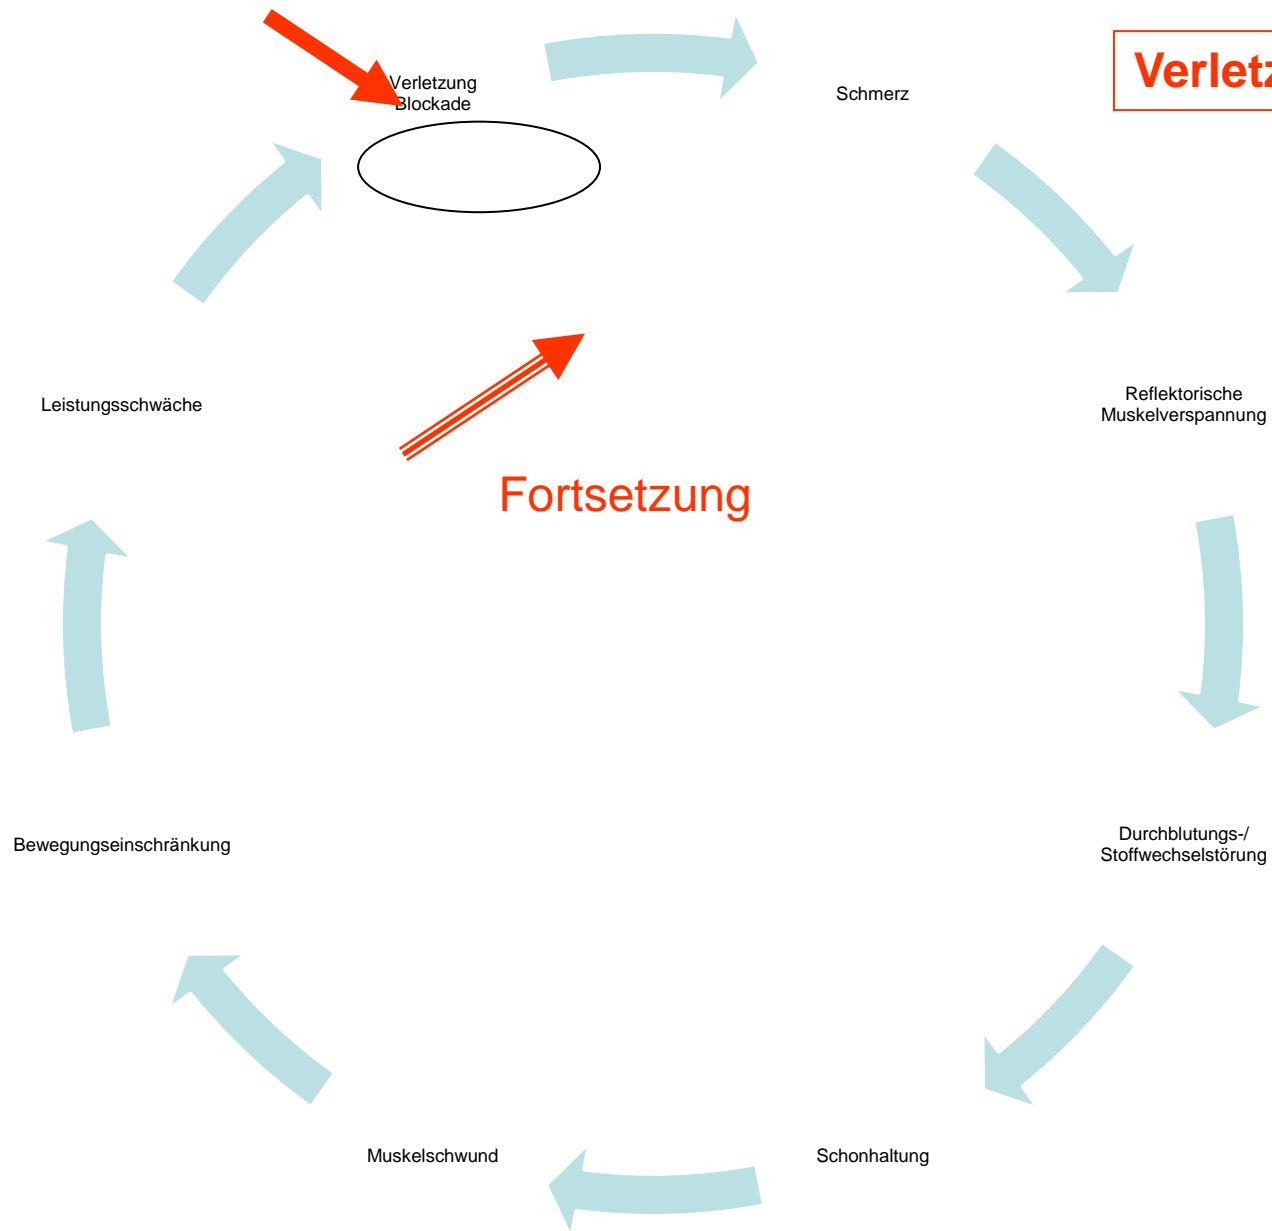 Verletzung
Blockade
Schmerz
Reflektorische
Muskelverspannung
Durchblutungs-/
Stoffwechselstörung
Schonhaltung
Muskelschwund
Bewegungseinschränkung
Leistungsschwäche
Fortsetzung